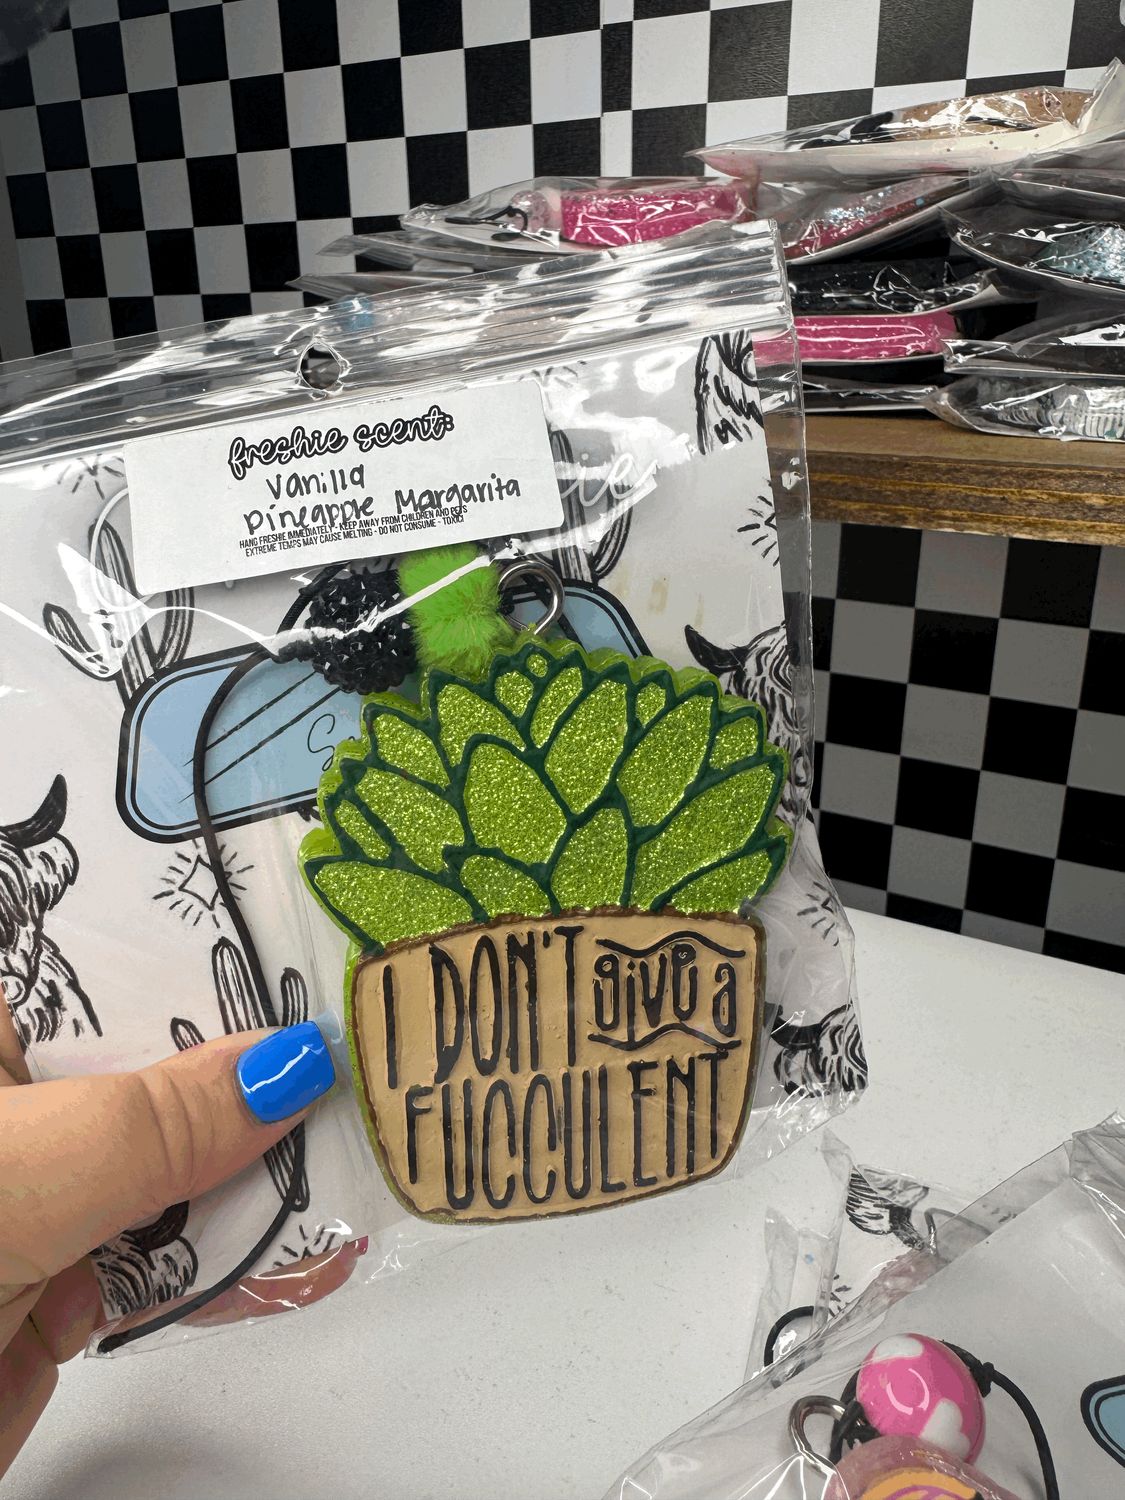 freshie scent:
Vanilla
Pineapple Margarita
HANG FRESHIE IMMEDIATELY - KEEP AWAY FROM CHILDREN AND PETS
EXTREME TEMPS MAY CAUSE MELTING - DO NOT CONSUME - TOXIC!
I DON'T give a
FUCCULENT